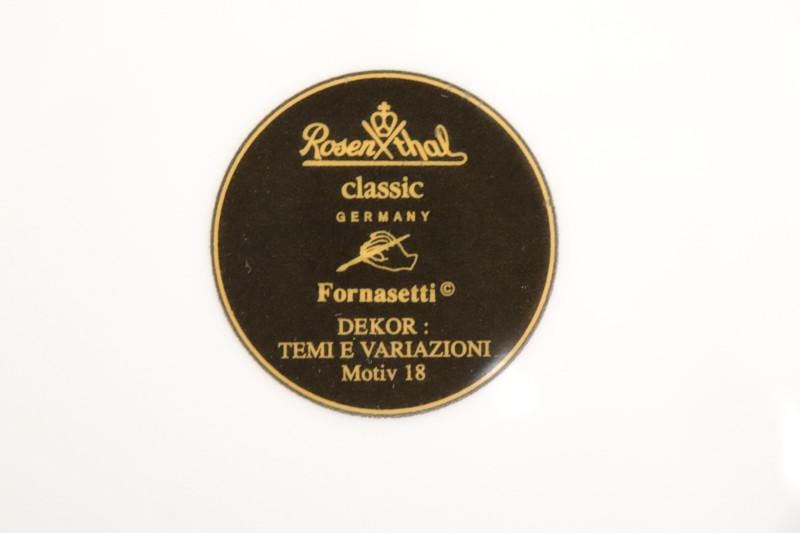 Rosenthal
classic
GERMANY
Fornasetti©
DEKOR :
TEMI E VARIAZIONI
Motiv 18